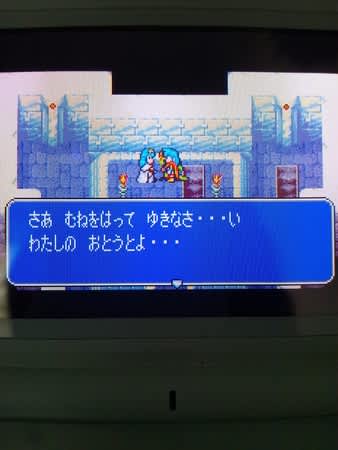 さあ　むねをはって　ゆきなさ・・・い
わたしの　おとうとよ・・・